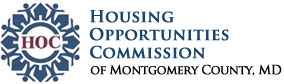 HOC
Housing
Opportunities
Commission
of Montgomery County, MD